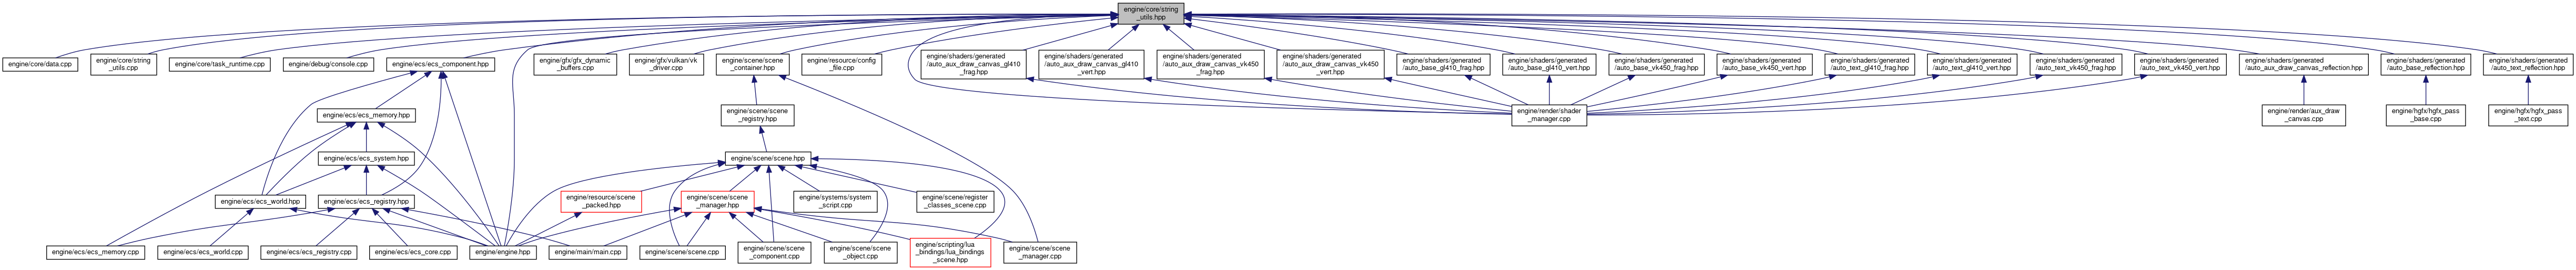 engine/core/string
_utils.hpp
engine/core/data.cpp
engine/core/string
_utils.cpp
engine/core/task_runtime.cpp
engine/debug/console.cpp
engine/ecs/ecs_component.hpp
engine/gfx/gfx_dynamic
_buffers.cpp
engine/gfx/vulkan/vk
_driver.cpp
engine/scene/scene
_container.hpp
engine/resource/config
_file.cpp
engine/shaders/generated
/auto_aux_draw_canvas_gl410
_frag.hpp
engine/shaders/generated
/auto_aux_draw_canvas_gl410
_vert.hpp
engine/shaders/generated
/auto_aux_draw_canvas_vk450
_frag.hpp
engine/shaders/generated
/auto_aux_draw_canvas_vk450
_vert.hpp
engine/shaders/generated
/auto_base_gl410_frag.hpp
engine/shaders/generated
/auto_base_gl410_vert.hpp
engine/shaders/generated
/auto_base_vk450_frag.hpp
engine/shaders/generated
/auto_base_vk450_vert.hpp
engine/shaders/generated
/auto_text_gl410_frag.hpp
engine/shaders/generated
/auto_text_gl410_vert.hpp
engine/shaders/generated
/auto_text_vk450_frag.hpp
engine/shaders/generated
/auto_text_vk450_vert.hpp
engine/shaders/generated
/auto_aux_draw_canvas_reflection.hpp
engine/shaders/generated
/auto_base_reflection.hpp
engine/shaders/generated
/auto_text_reflection.hpp
engine/ecs/ecs_memory.hpp
engine/scene/scene
_registry.hpp
engine/render/shader
_manager.cpp
engine/render/aux_draw
_canvas.cpp
engine/hgfx/hgfx_pass
_base.cpp
engine/hgfx/hgfx_pass
_text.cpp
engine/ecs/ecs_system.hpp
engine/scene/scene.hpp
engine/ecs/ecs_world.hpp
engine/ecs/ecs_registry.hpp
engine/resource/scene
_packed.hpp
engine/scene/scene
_manager.hpp
engine/systems/system
_script.cpp
engine/scene/register
_classes_scene.cpp
engine/ecs/ecs_memory.cpp
engine/ecs/ecs_world.cpp
engine/ecs/ecs_registry.cpp
engine/ecs/ecs_core.cpp
engine/engine.hpp
engine/main/main.cpp
engine/scene/scene.cpp
engine/scene/scene
_component.cpp
engine/scene/scene
_object.cpp
engine/scripting/lua
_bindings/lua_bindings
_scene.hpp
engine/scene/scene
_manager.cpp